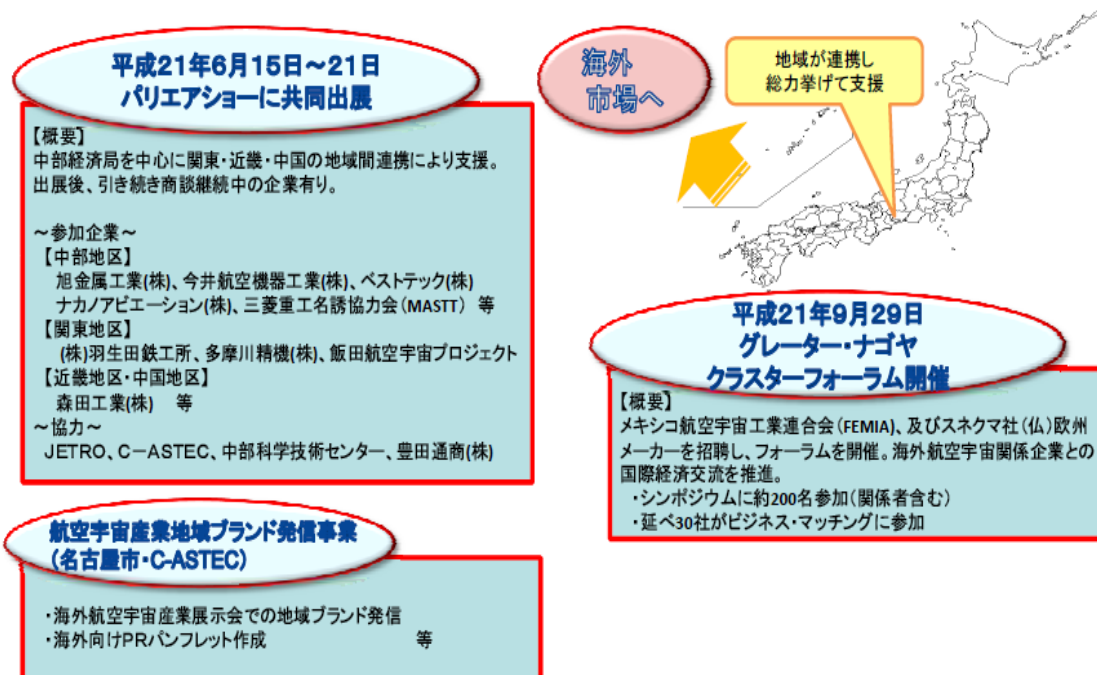 平成21年6月15日～21日
パリエアショーに共同出展
【概要】
中部経済局を中心に関東・近畿・中国の地域間連携により支援。
出展後、引き続き商談継続中の企業有り。
～参加企業～
【中部地区】
旭金属工業(株)、今井航空機器工業(株)、ベストテック(株)
ナカノアビエーション(株)、三菱重工名誘協力会（MASTT） 等
【関東地区】
(株)羽生田鉄工所、多摩川精機(株)、飯田航空宇宙プロジェクト
【近畿地区・中国地区】
森田工業(株) 等
～協力～
JETRO、C－ASTEC、中部科学技術センター、豊田通商(株)
航空宇宙産業地域ブランド発信事業
（名古屋市・C-ASTEC）
・海外航空宇宙産業展示会での地域ブランド発信
・海外向けPRパンフレット作成 等
海外
市場へ
地域が連携し
総力挙げて支援
平成21年9月29日
グレーター・ナゴヤ
クラスターフォーラム開催
【概要】
メキシコ航空宇宙工業連合会（FEMIA）、及びスネクマ社（仏）欧州
メーカーを招聘し、フォーラムを開催。海外航空宇宙関係企業との
国際経済交流を推進。
・シンポジウムに約200名参加（関係者含む）
・延べ30社がビジネス・マッチングに参加